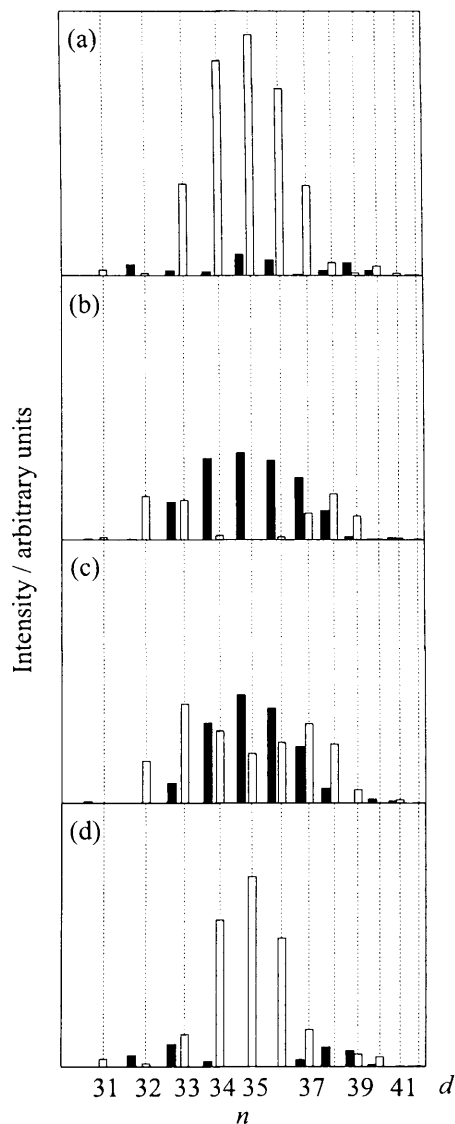 (a)
(b)
(c)
(d)
Intensity / arbitrary units
31 32 33 34 35 37 39 41 d
n